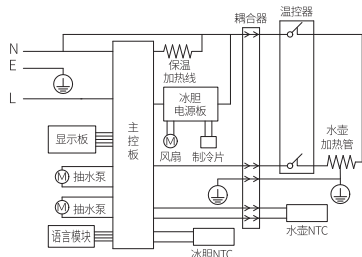 耦合器
温控器
N
E
L
保温
加热线
冰胆
电源板
主
控
板
显示板
M
风扇
制冷片
水壶
加热管
M
抽水泵
M
抽水泵
语言模块
水壶NTC
冰胆NTC